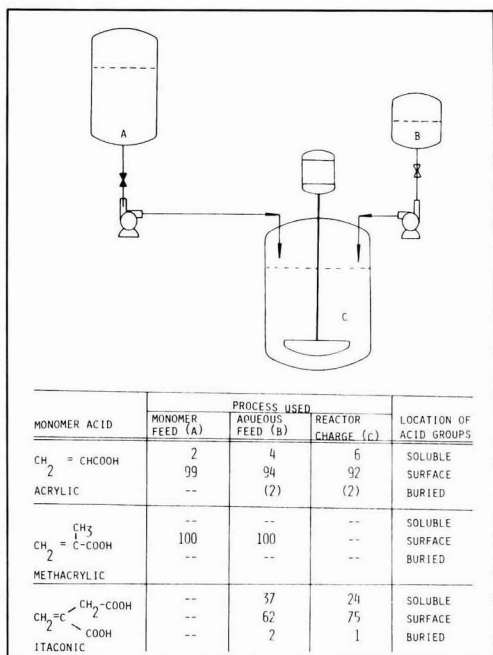 A
B
C
PROCESS USED
MONOMER ACID
MONOMER FEED (A)
AQUEOUS FEED (B)
REACTOR CHARGE (C)
LOCATION OF ACID GROUPS
CH2 = CHCOOH
ACRYLIC
2 4 6 SOLUBLE
99 94 92 SURFACE
-- (2) (2) BURIED
CH3
CH2 = C-COOH
METHACRYLIC
-- -- -- SOLUBLE
100 100 -- SURFACE
-- -- -- BURIED
CH2-COOH
CH2=C
COOH
ITACONIC
-- 37 24 SOLUBLE
-- 62 75 SURFACE
-- 2 1 BURIED